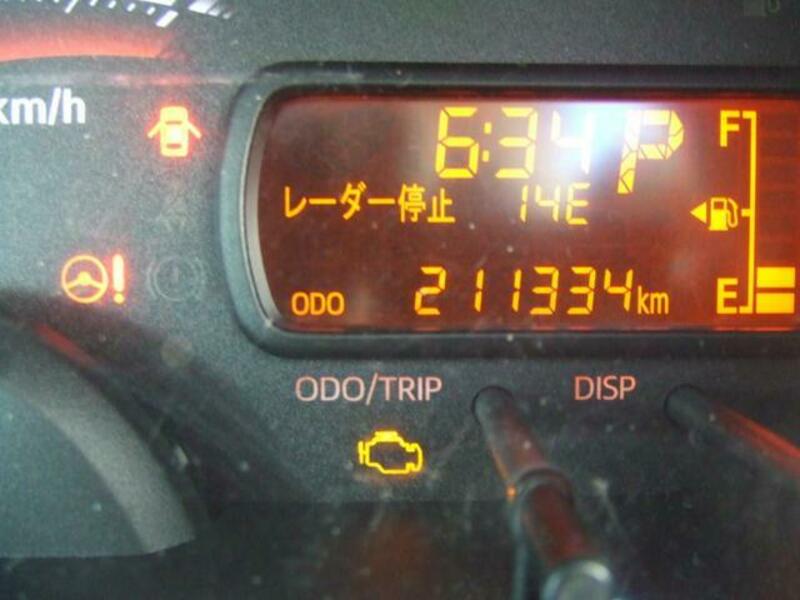 km/h
6:34 P
F
レーダー停止 14E
ODO 211334km
E
ODO/TRIP DISP